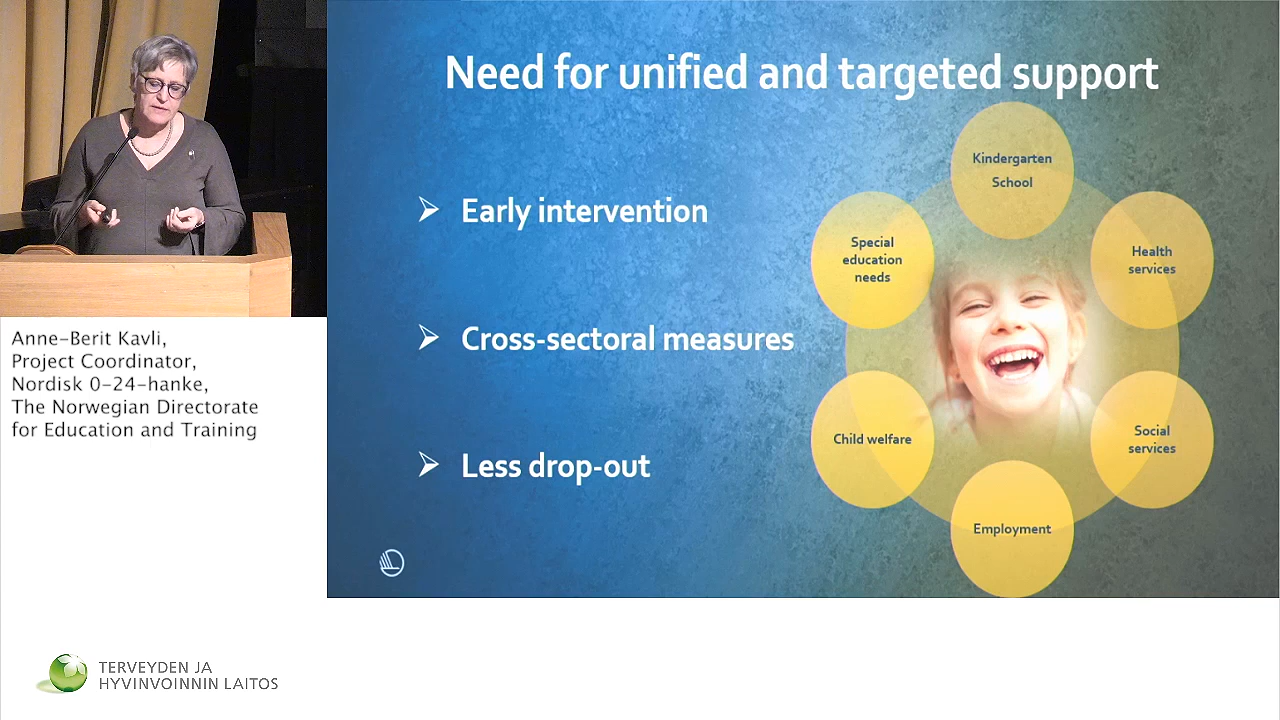 Need for unified and targeted support
Early intervention
Cross-sectoral measures
Less drop-out
Kindergarten
School
Health
services
Social
services
Employment
Child welfare
Special
education
needs
Anne-Berit Kavli,
Project Coordinator,
Nordisk 0-24-hanke,
The Norwegian Directorate
for Education and Training
TERVEYDEN JA
HYVINVOINNIN LAITOS